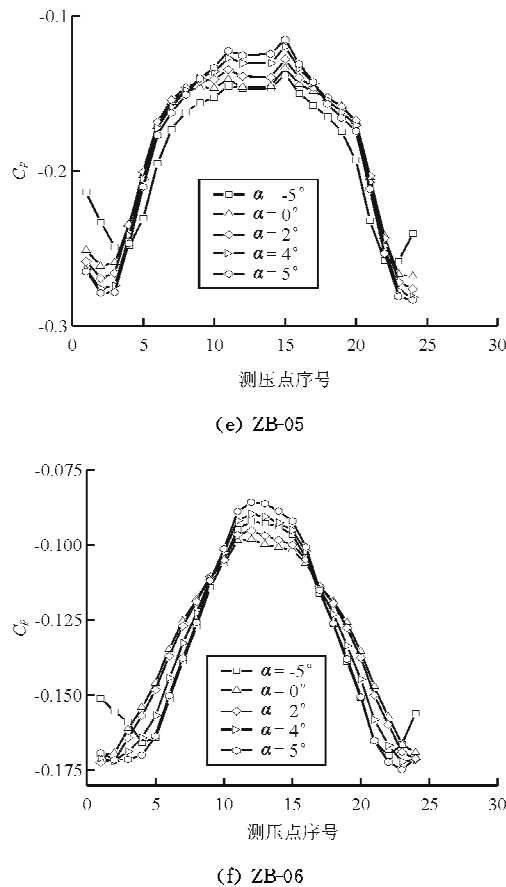 -0.1
-0.2
-0.3
Cp
α -5°
α = 0°
α = 2°
α = 4°
α = 5°
0 5 10 15 20 25 30
测压点序号
(e) ZB-05
-0.075
-0.100
-0.125
-0.150
-0.175
Cp
α = -5°
α = 0°
α 2°
α = 4°
α = 5°
0 5 10 15 20 25 30
测压点序号
(f) ZB-06